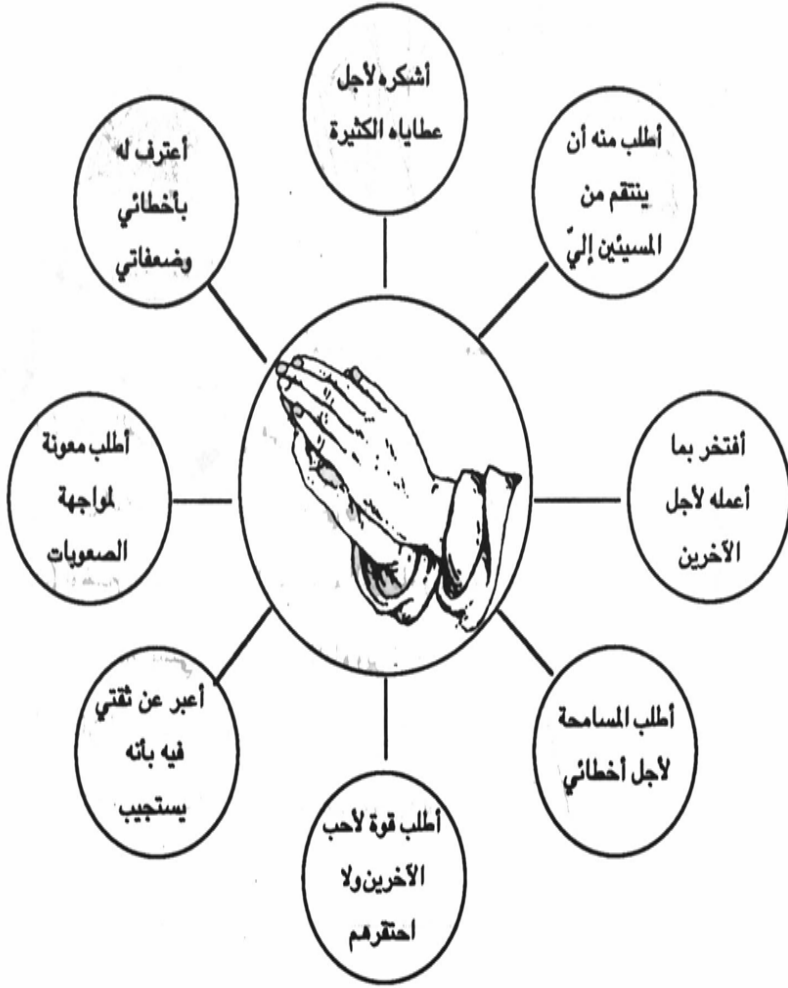 أشكره لأجل
عطاياه الكثيرة
أطلب منه أن
ينتقم من
المسيئين إليّ
أفتخر بما
أعمله لأجل
الآخرين
أطلب المسامحة
لأجل أخطائي
أطلب قوة لأحب
الآخرين ولا
احتقرهم
أعبر عن ثقتي
فيه بأنه
يستجيب
أطلب معونة
لمواجهة
الصعوبات
أعترف له
بأخطائي
وضعفاتي